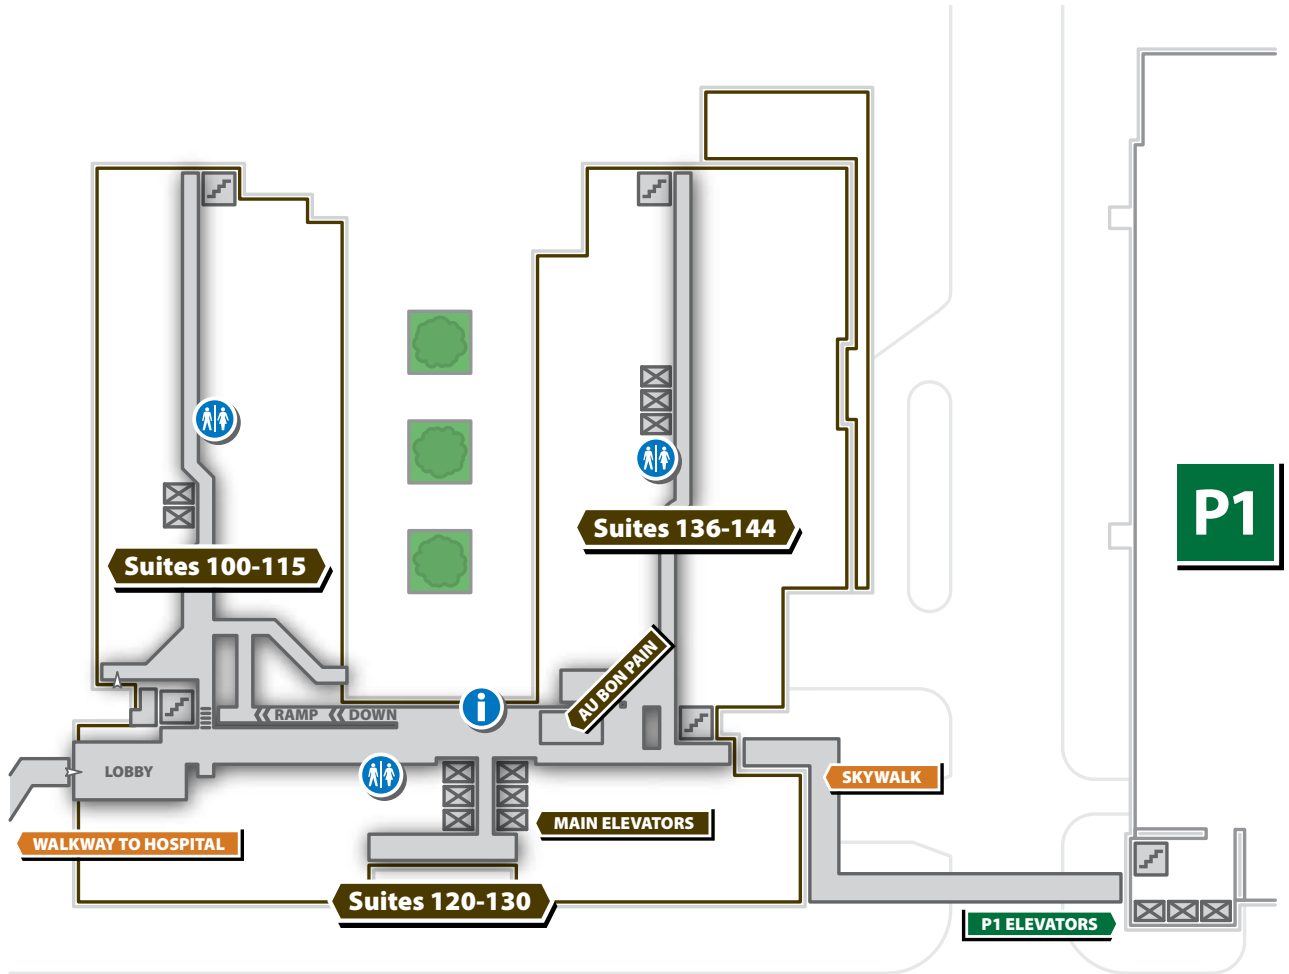 P1
Suites 136-144
Suites 100-115
AU BON PAIN
RAMP
DOWN
i
LOBBY
SKYWALK
MAIN ELEVATORS
WALKWAY TO HOSPITAL
Suites 120-130
P1 ELEVATORS